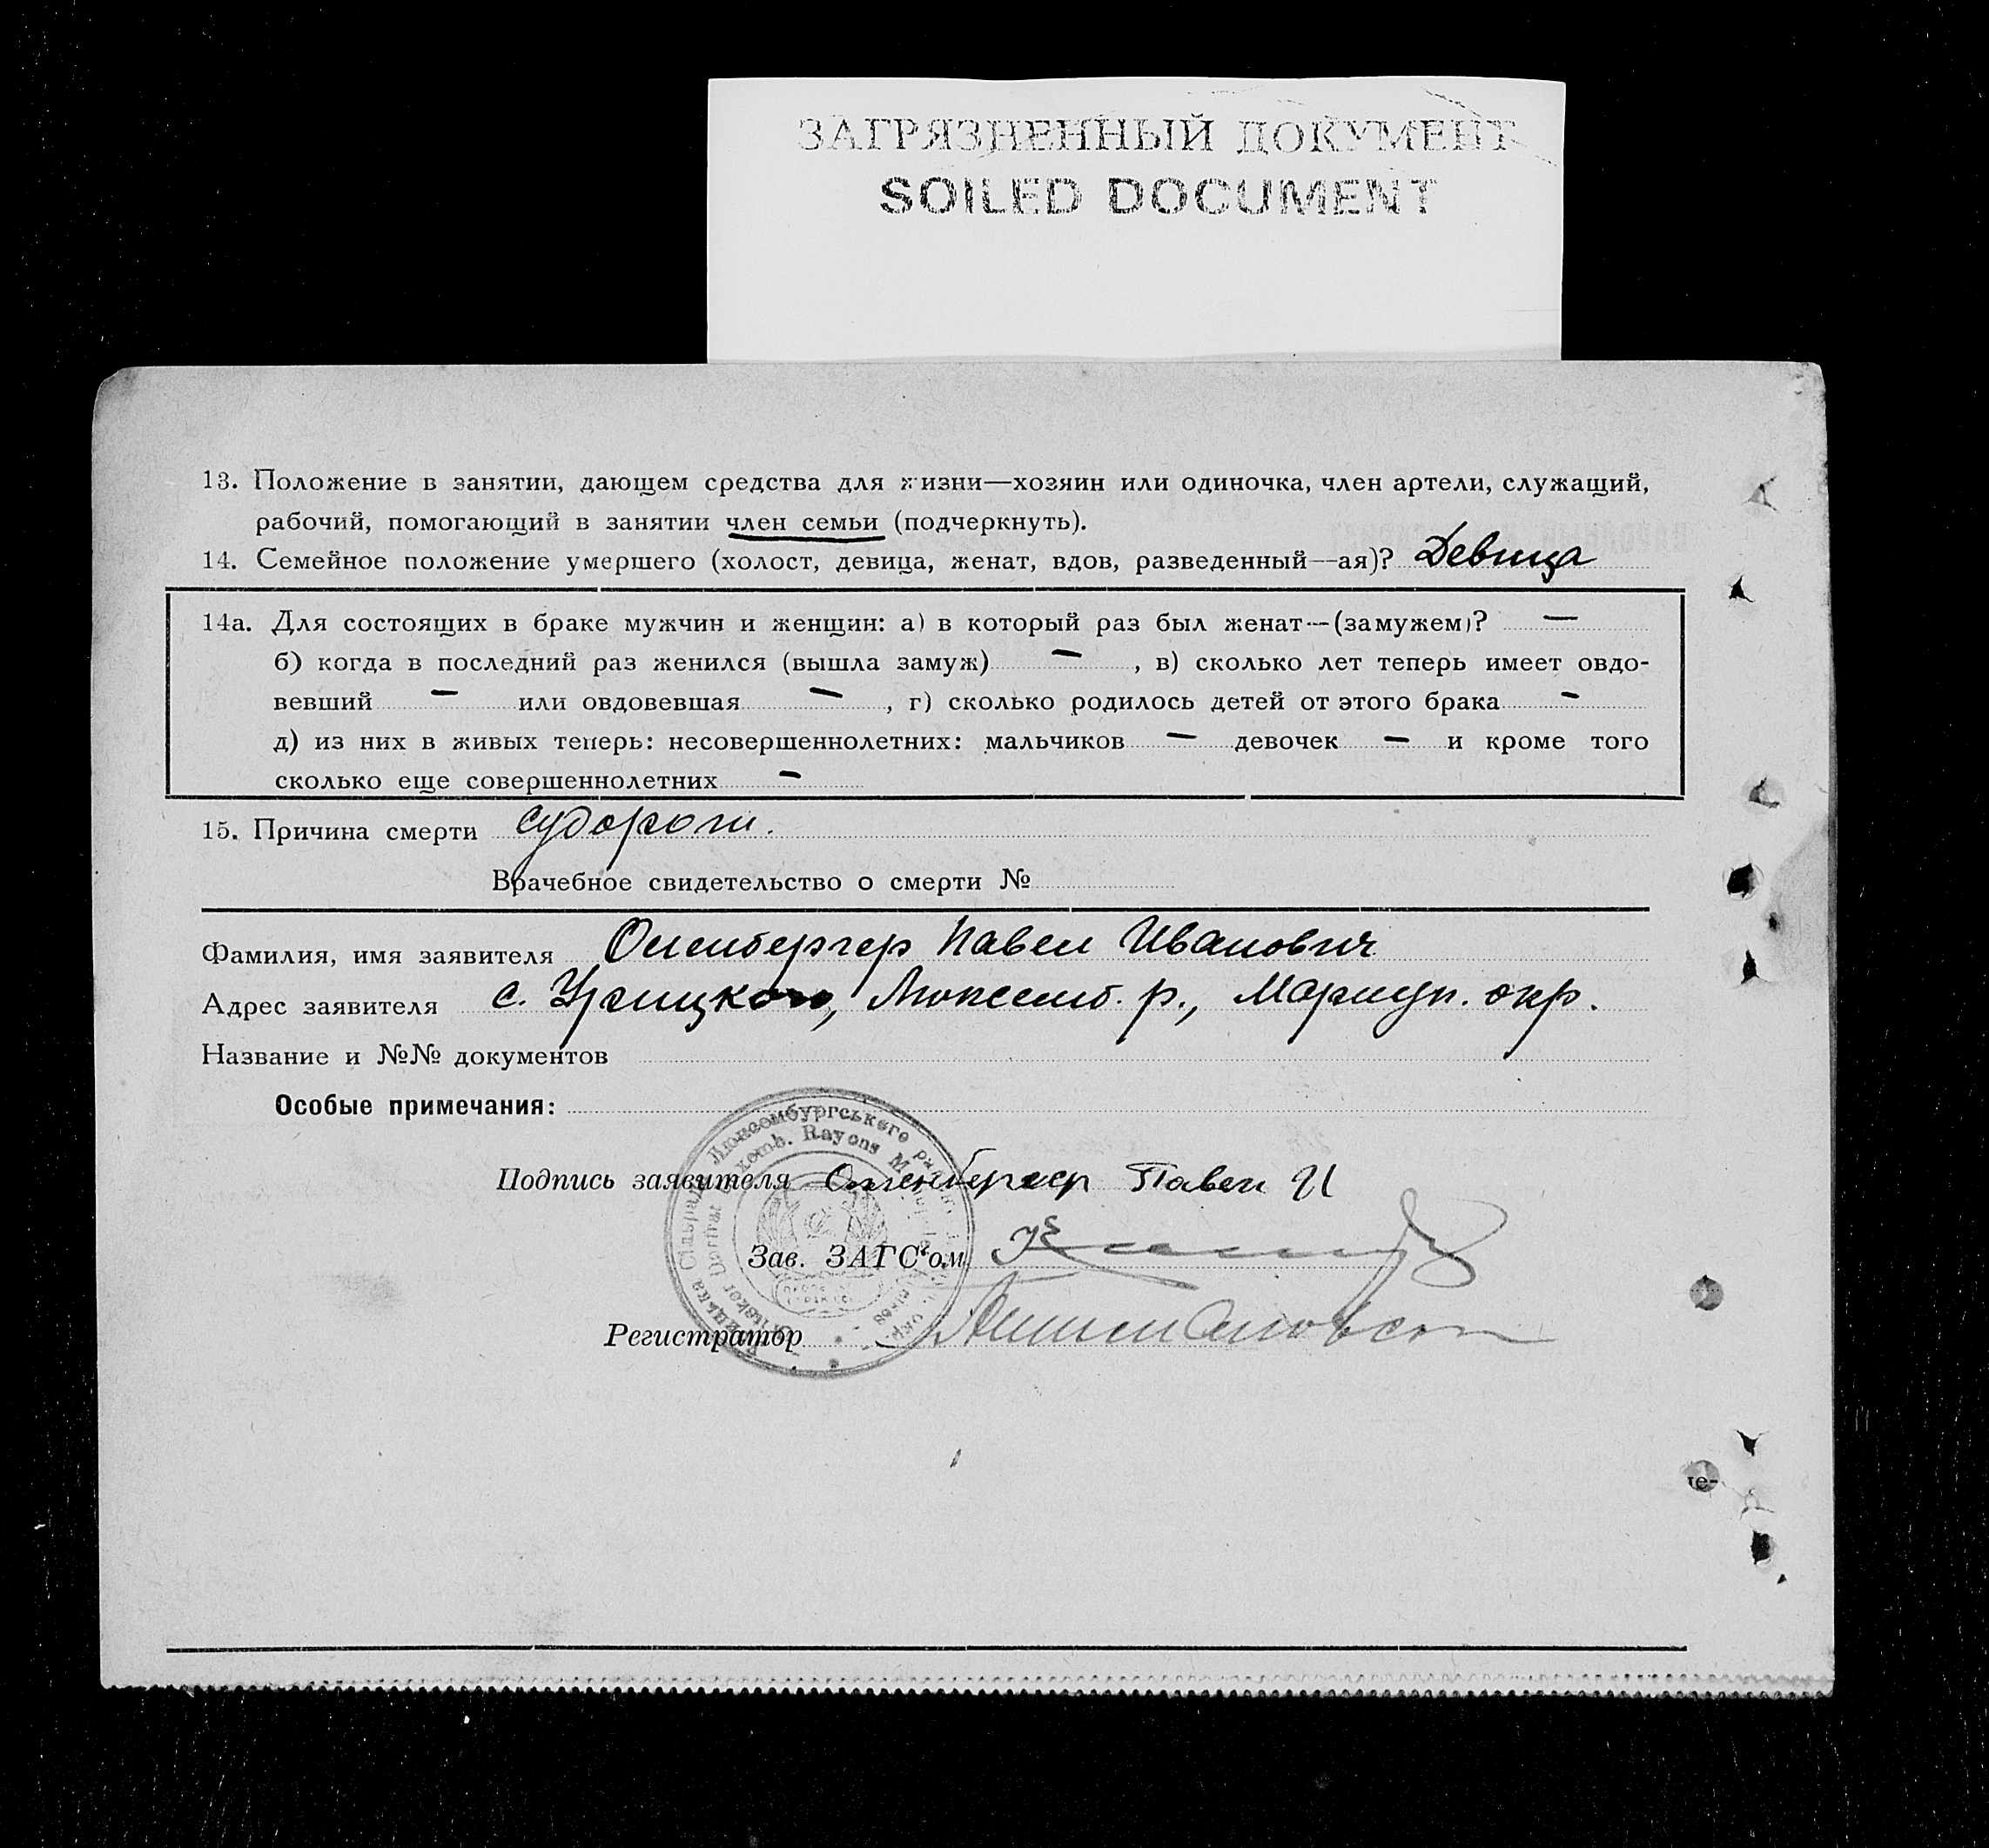 ЗАГРЯЗНЕННЫЙ ДОКУМЕНТ
SOILED DOCUMENT
13. Положение в занятии, дающем средства для жизни—хозяин или одиночка, член артели, служащий,
рабочий, помогающий в занятии член семьи (подчеркнуть).
14. Семейное положение умершего (холост, девица, женат, вдов, разведенный—ая)? Девица
14а. Для состоящих в браке мужчин и женщин: а) в который раз был женат—(замужем)? —
б) когда в последний раз женился (вышла замуж) — , в) сколько лет теперь имеет овдо-
вевший — или овдовевшая — , г) сколько родилось детей от этого брака —
д) из них в живых теперь: несовершеннолетних: мальчиков — девочек — и кроме того
сколько еще совершеннолетних —
15. Причина смерти судороги.
Врачебное свидетельство о смерти №
Фамилия, имя заявителя Оленбергер Павел Иванович
Адрес заявителя с. Урицкого, Люксемб. р., Мариуп. окр.
Название и №№ документов
Особые примечания:
Люксембургського
Rayons
Подпись заявителя Оленбергер Павел И
Зав. ЗАГС'ом
Регистратор
че-